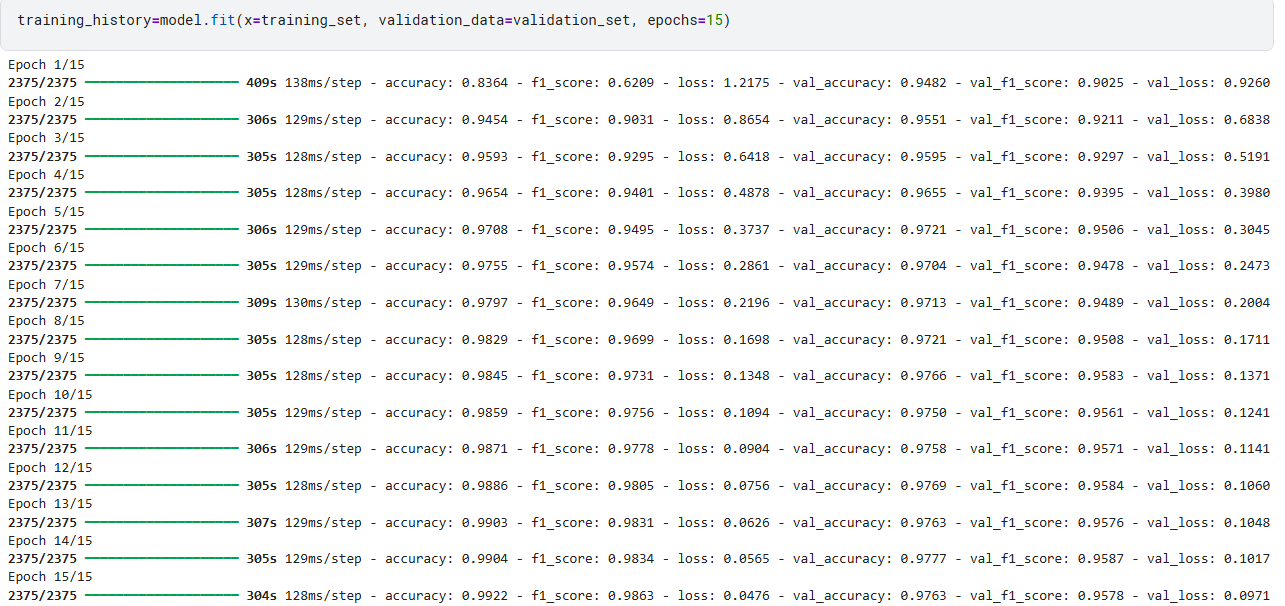 training_history=model.fit(x=training_set, validation_data=validation_set, epochs=15)
Epoch 1/15
2375/2375 ━━━━━━━━━━━━━━━━━━━━ 409s 138ms/step - accuracy: 0.8364 - f1_score: 0.6209 - loss: 1.2175 - val_accuracy: 0.9482 - val_f1_score: 0.9025 - val_loss: 0.9260
Epoch 2/15
2375/2375 ━━━━━━━━━━━━━━━━━━━━ 306s 129ms/step - accuracy: 0.9454 - f1_score: 0.9031 - loss: 0.8654 - val_accuracy: 0.9551 - val_f1_score: 0.9211 - val_loss: 0.6838
Epoch 3/15
2375/2375 ━━━━━━━━━━━━━━━━━━━━ 305s 128ms/step - accuracy: 0.9593 - f1_score: 0.9295 - loss: 0.6418 - val_accuracy: 0.9595 - val_f1_score: 0.9297 - val_loss: 0.5191
Epoch 4/15
2375/2375 ━━━━━━━━━━━━━━━━━━━━ 305s 128ms/step - accuracy: 0.9654 - f1_score: 0.9401 - loss: 0.4878 - val_accuracy: 0.9655 - val_f1_score: 0.9395 - val_loss: 0.3980
Epoch 5/15
2375/2375 ━━━━━━━━━━━━━━━━━━━━ 306s 129ms/step - accuracy: 0.9708 - f1_score: 0.9495 - loss: 0.3737 - val_accuracy: 0.9721 - val_f1_score: 0.9506 - val_loss: 0.3045
Epoch 6/15
2375/2375 ━━━━━━━━━━━━━━━━━━━━ 305s 129ms/step - accuracy: 0.9755 - f1_score: 0.9574 - loss: 0.2861 - val_accuracy: 0.9704 - val_f1_score: 0.9478 - val_loss: 0.2473
Epoch 7/15
2375/2375 ━━━━━━━━━━━━━━━━━━━━ 309s 130ms/step - accuracy: 0.9797 - f1_score: 0.9649 - loss: 0.2196 - val_accuracy: 0.9713 - val_f1_score: 0.9489 - val_loss: 0.2004
Epoch 8/15
2375/2375 ━━━━━━━━━━━━━━━━━━━━ 305s 128ms/step - accuracy: 0.9829 - f1_score: 0.9699 - loss: 0.1698 - val_accuracy: 0.9721 - val_f1_score: 0.9508 - val_loss: 0.1711
Epoch 9/15
2375/2375 ━━━━━━━━━━━━━━━━━━━━ 305s 128ms/step - accuracy: 0.9845 - f1_score: 0.9731 - loss: 0.1348 - val_accuracy: 0.9766 - val_f1_score: 0.9583 - val_loss: 0.1371
Epoch 10/15
2375/2375 ━━━━━━━━━━━━━━━━━━━━ 305s 129ms/step - accuracy: 0.9859 - f1_score: 0.9756 - loss: 0.1094 - val_accuracy: 0.9750 - val_f1_score: 0.9561 - val_loss: 0.1241
Epoch 11/15
2375/2375 ━━━━━━━━━━━━━━━━━━━━ 306s 129ms/step - accuracy: 0.9871 - f1_score: 0.9778 - loss: 0.0904 - val_accuracy: 0.9758 - val_f1_score: 0.9571 - val_loss: 0.1141
Epoch 12/15
2375/2375 ━━━━━━━━━━━━━━━━━━━━ 305s 128ms/step - accuracy: 0.9886 - f1_score: 0.9805 - loss: 0.0756 - val_accuracy: 0.9769 - val_f1_score: 0.9584 - val_loss: 0.1060
Epoch 13/15
2375/2375 ━━━━━━━━━━━━━━━━━━━━ 307s 129ms/step - accuracy: 0.9903 - f1_score: 0.9831 - loss: 0.0626 - val_accuracy: 0.9763 - val_f1_score: 0.9576 - val_loss: 0.1048
Epoch 14/15
2375/2375 ━━━━━━━━━━━━━━━━━━━━ 305s 129ms/step - accuracy: 0.9904 - f1_score: 0.9834 - loss: 0.0565 - val_accuracy: 0.9777 - val_f1_score: 0.9587 - val_loss: 0.1017
Epoch 15/15
2375/2375 ━━━━━━━━━━━━━━━━━━━━ 304s 128ms/step - accuracy: 0.9922 - f1_score: 0.9863 - loss: 0.0476 - val_accuracy: 0.9763 - val_f1_score: 0.9578 - val_loss: 0.0971